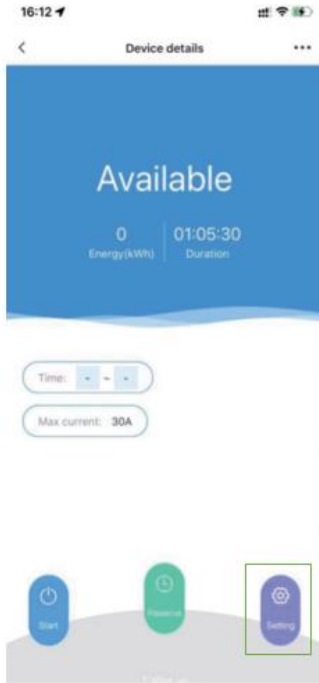 16:12
Device details
Available
0 01:05:30
Energy(kWh) Duration
Time: - ~ -
Max current: 30A
Reserve
Start Setting